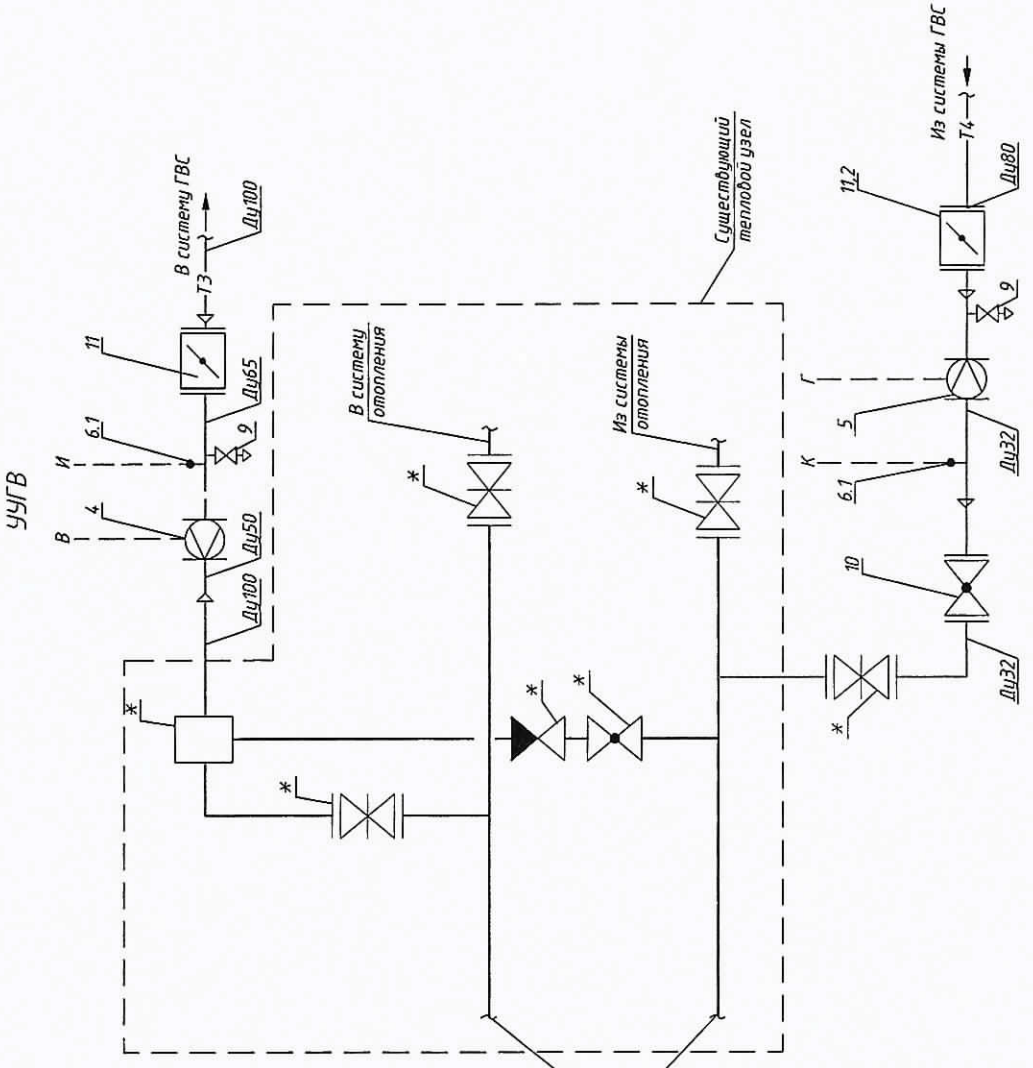 УУГВ
В
4
И
6.1
11
В систему ГВС
Т3
Ду100
Ду65
9
Ду50
Ду100
*
*
В систему
отопления
*
Существующий
тепловой узел
Из системы
отопления
*
*
*
*
10
Ду32
К
6.1
Г
5
Ду32
9
11,2
Ду80
Из системы ГВС
Т4